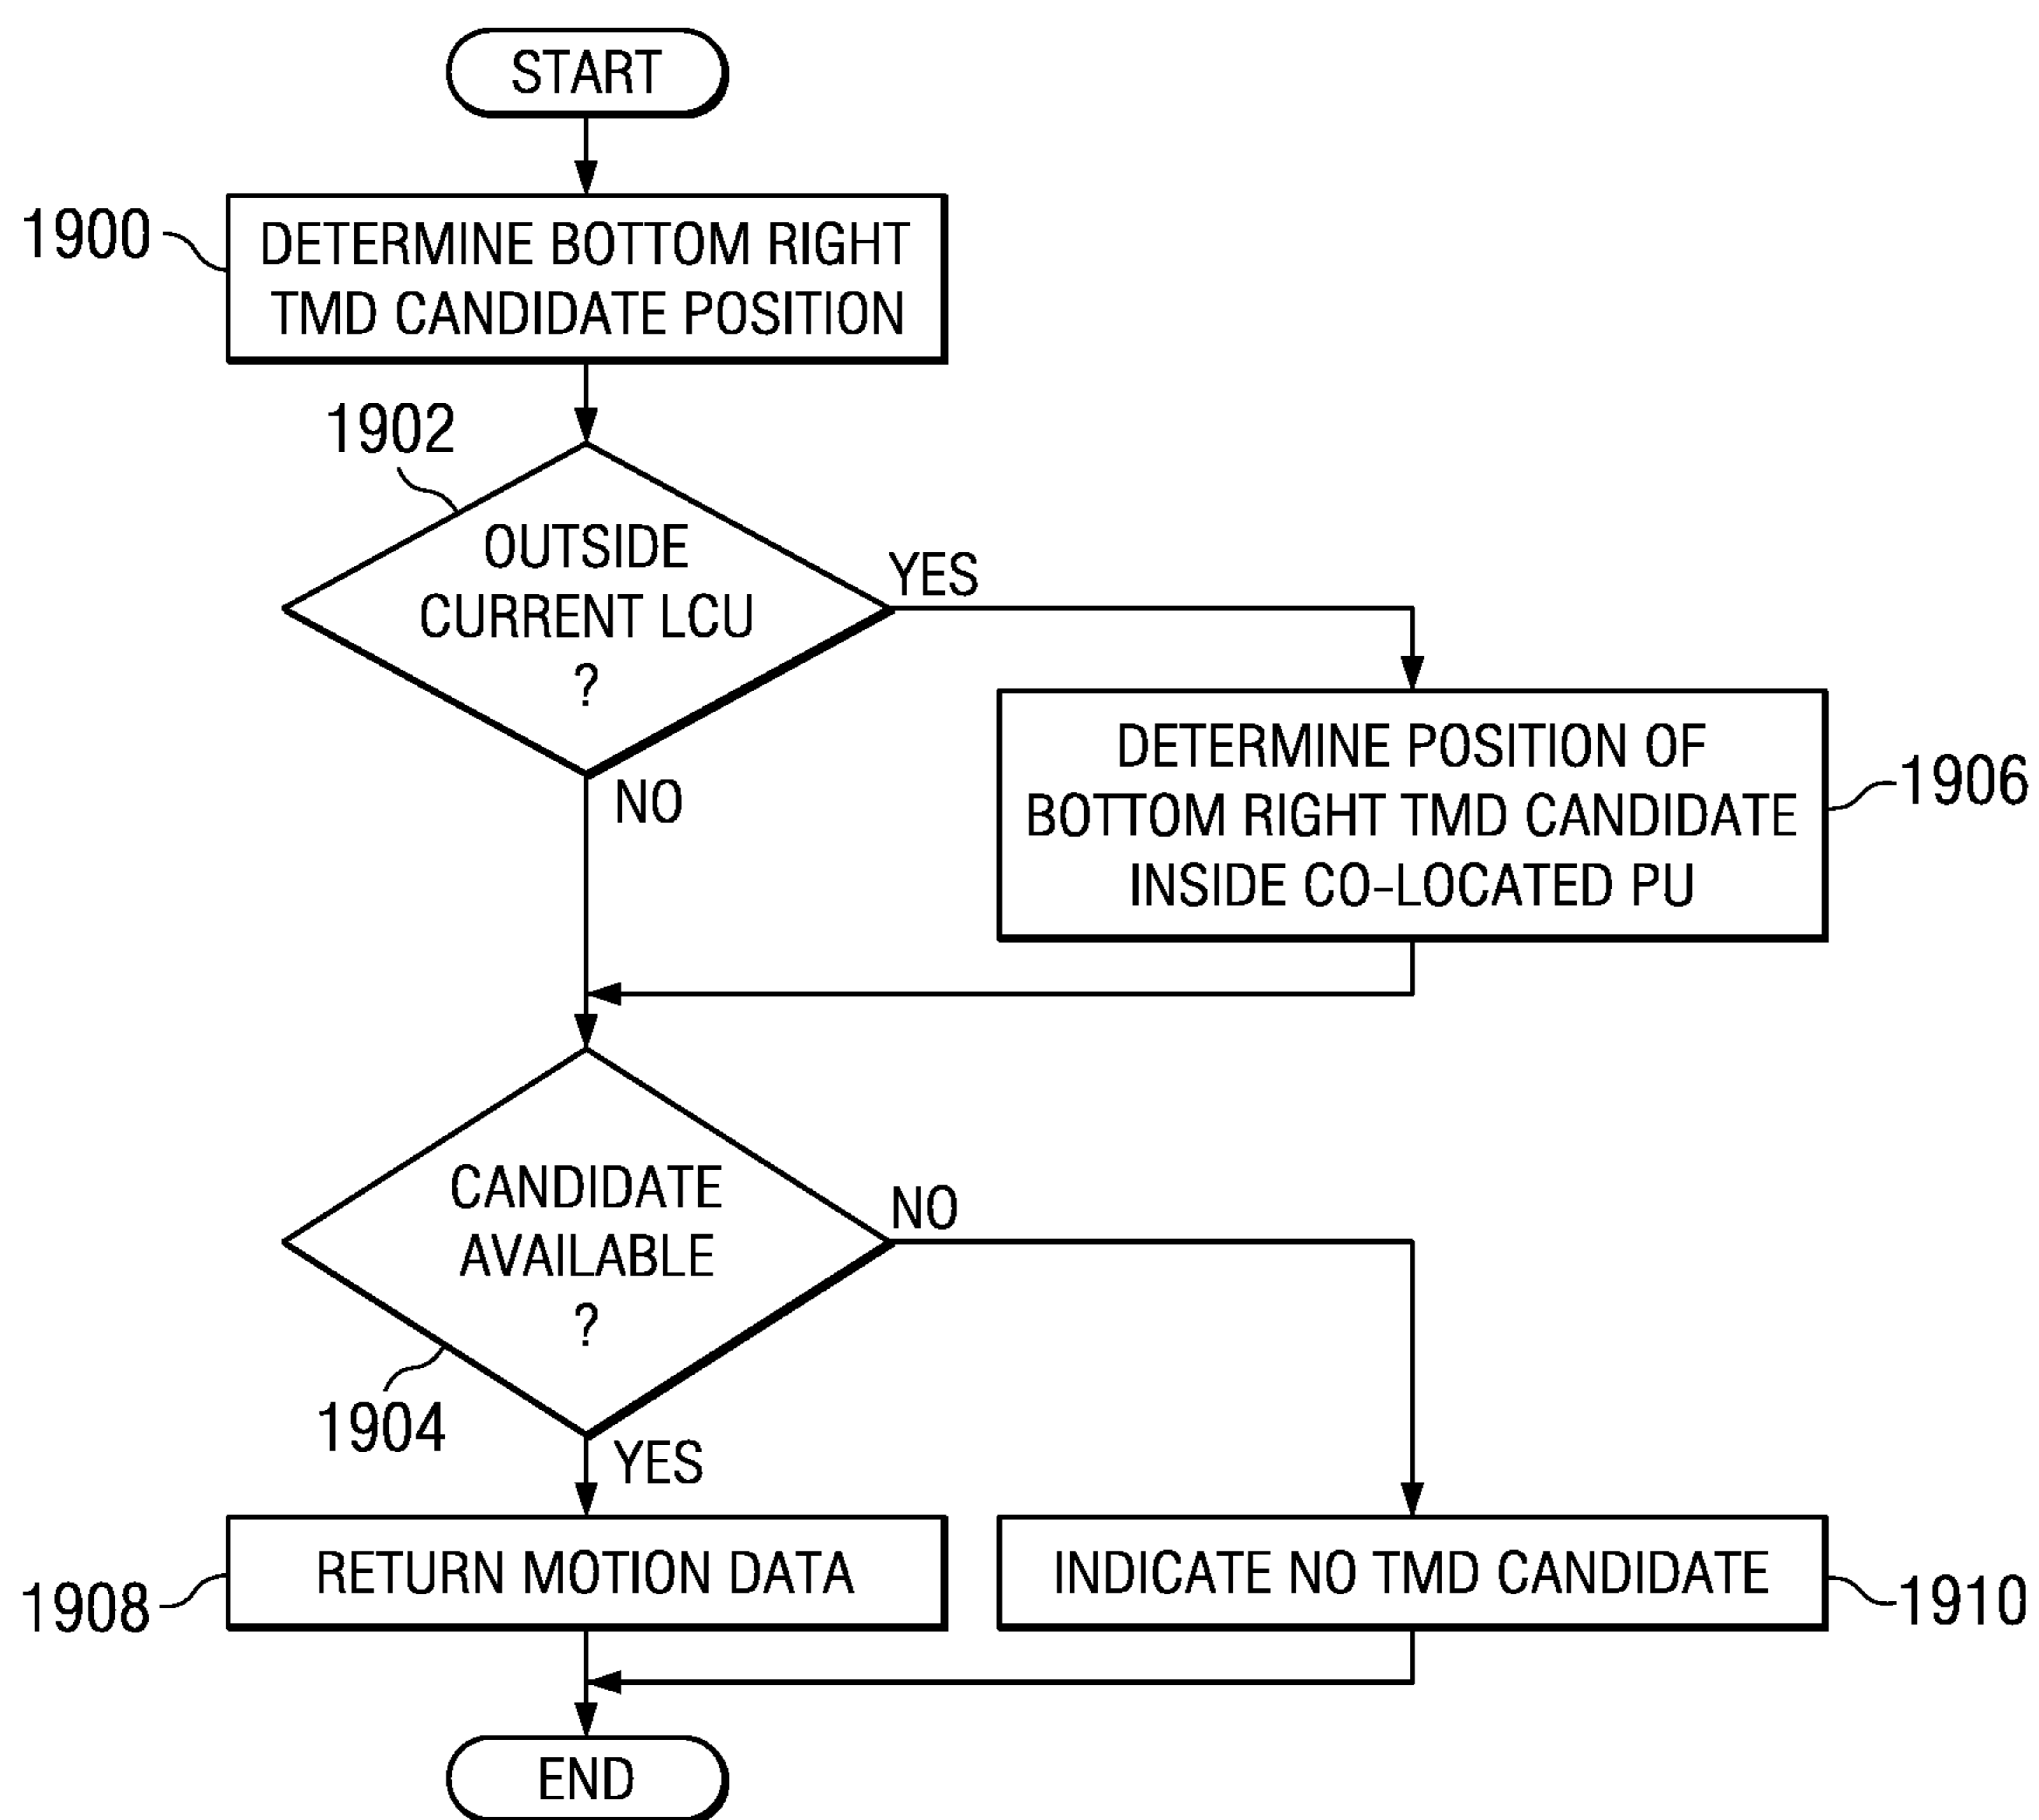 START
1900
DETERMINE BOTTOM RIGHT
TMD CANDIDATE POSITION
1902
OUTSIDE
CURRENT LCU
?
YES
NO
DETERMINE POSITION OF
BOTTOM RIGHT TMD CANDIDATE
INSIDE CO-LOCATED PU
1906
CANDIDATE
AVAILABLE
?
NO
1904
YES
RETURN MOTION DATA
1908
INDICATE NO TMD CANDIDATE
1910
END